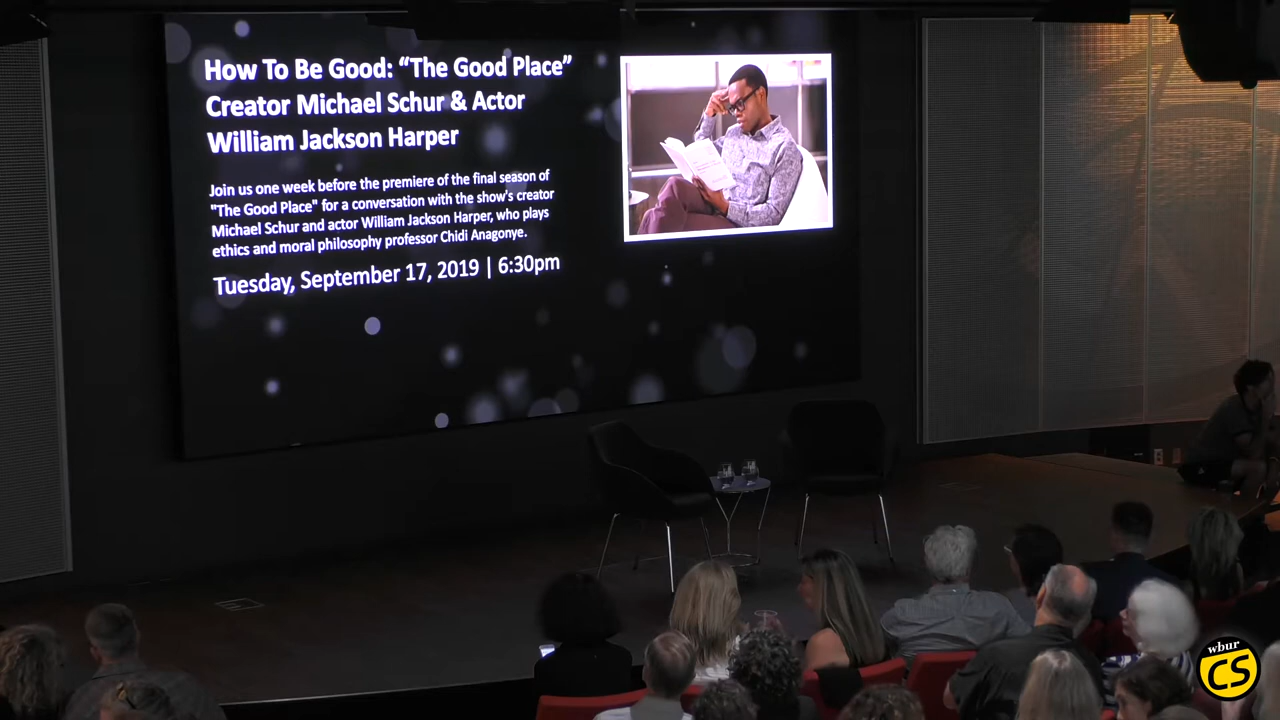 How To Be Good: “The Good Place”
Creator Michael Schur & Actor
William Jackson Harper
Join us one week before the premiere of the final season of
"The Good Place" for a conversation with the show's creator
Michael Schur and actor William Jackson Harper, who plays
ethics and moral philosophy professor Chidi Anagonye.
Tuesday, September 17, 2019 | 6:30pm
wbur
CS